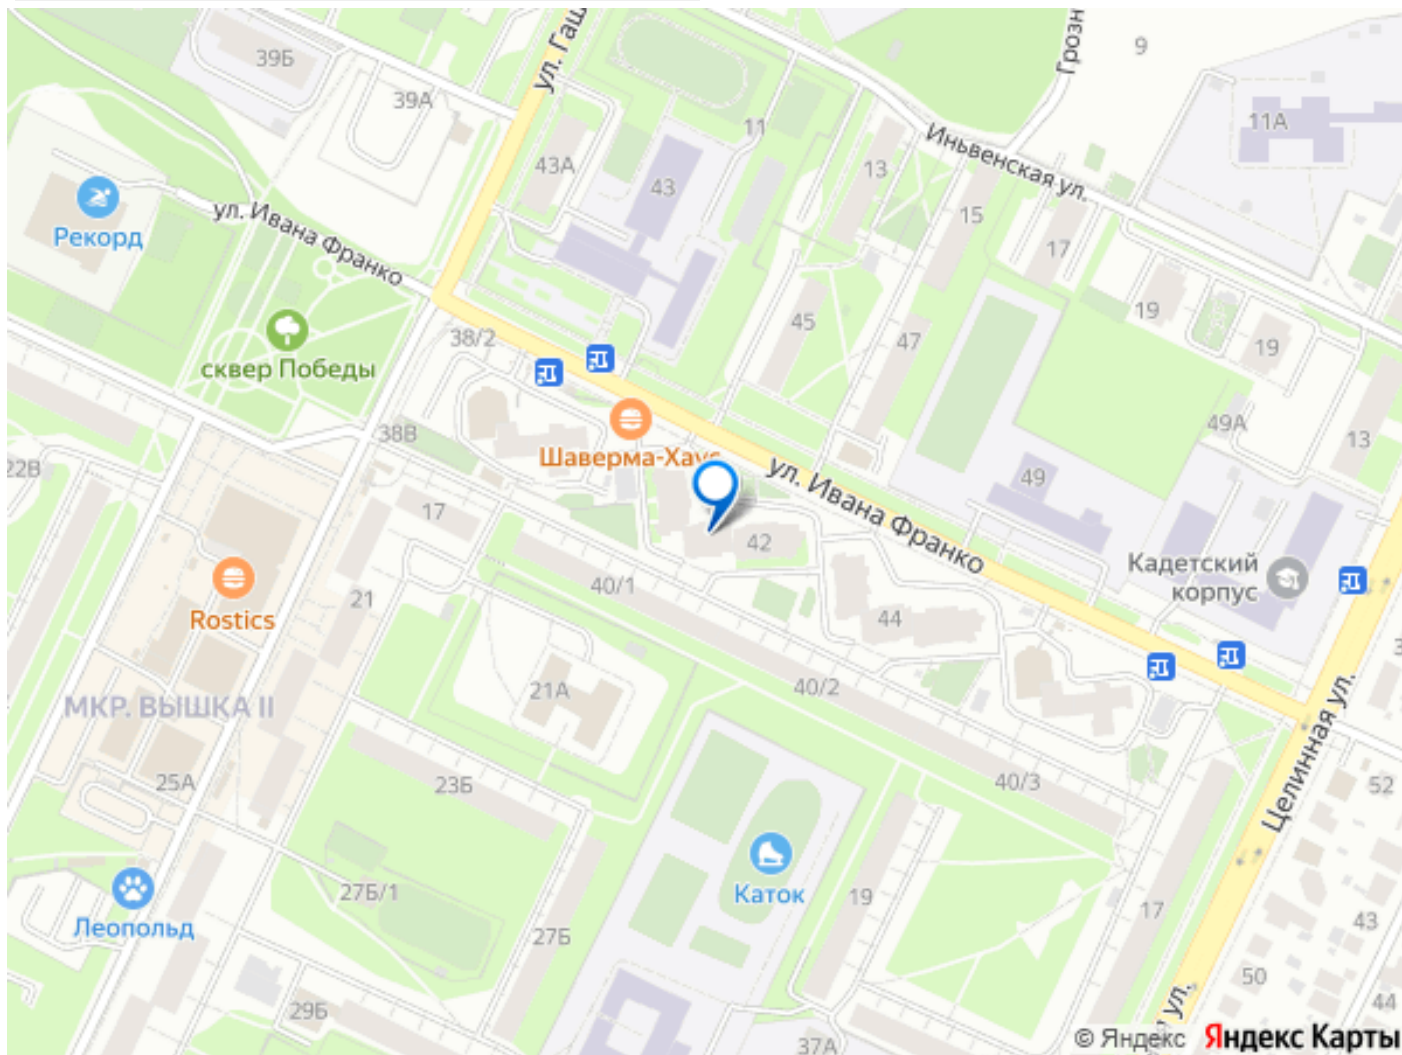 39Б
ул. Гаш
Грозн
9
39А
11
11А
43А
43
13
Иньвенская ул.
Рекорд
ул. Ивана Франко
15
17
19
19
45
47
38/2
сквер Победы
38В
49А
13
22В
Шаверма-Хаус
ул. Ивана Франко
49
17
42
Кадетский
корпус
40/1
Rostics
21
44
21А
40/2
МКР. ВЫШКА II
Целинная ул.
25А
23Б
40/3
52
27Б/1
Каток
19
17
Леопольд
27Б
43
50
29Б
44
37А
ул.
© Яндекс Яндекс Карты